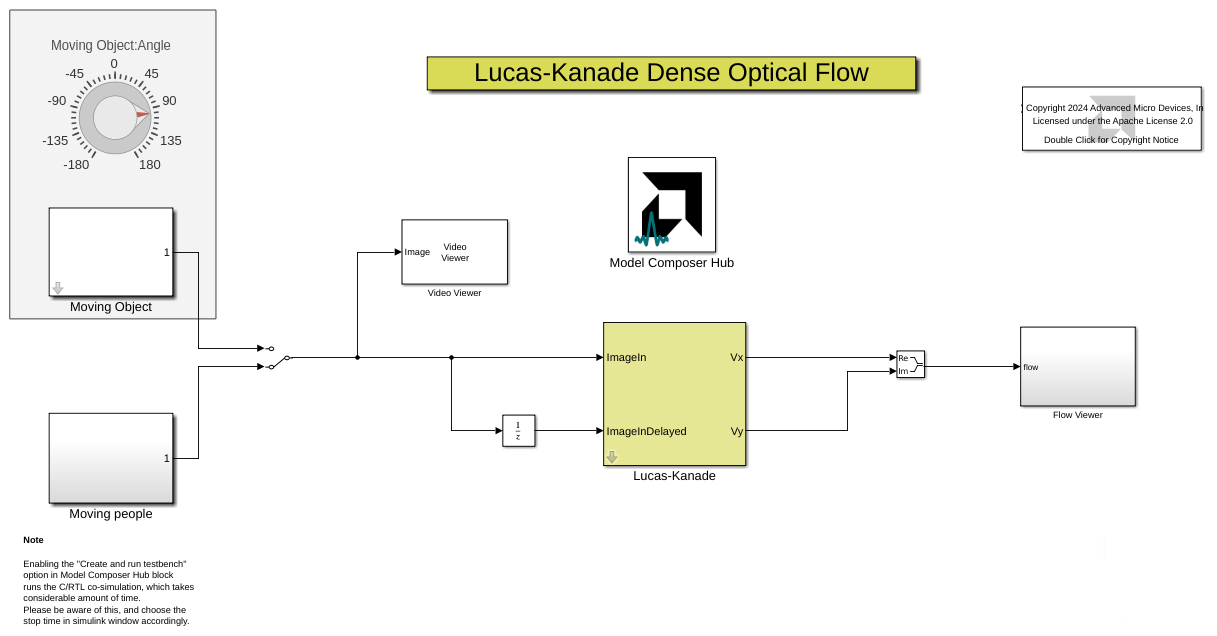 Moving Object:Angle
0
-45
45
-90
90
-135
135
-180
180
1
Moving Object
Lucas-Kanade Dense Optical Flow
Copyright 2024 Advanced Micro Devices, In
Licensed under the Apache License 2.0
Double Click for Copyright Notice
Model Composer Hub
Image
Video
Viewer
Video Viewer
ImageIn
Vx
ImageInDelayed
Vy
Lucas-Kanade
1
z
Re
Im
flow
Flow Viewer
1
Moving people
Note
Enabling the "Create and run testbench"
option in Model Composer Hub block
runs the C/RTL co-simulation, which takes
considerable amount of time.
Please be aware of this, and choose the
stop time in simulink window accordingly.